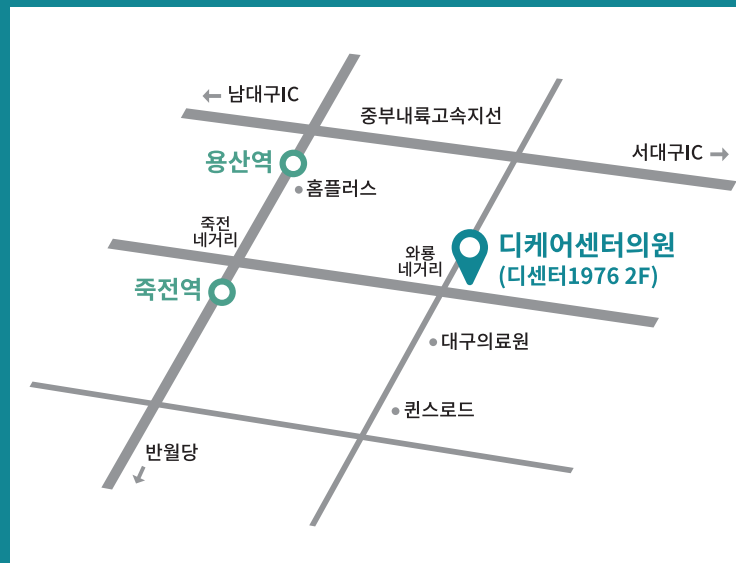 남대구IC
중부내륙고속지선
서대구IC
용산역
홈플러스
죽전
네거리
와룡
네거리
디케어센터의원
(디센터1976 2F)
죽전역
대구의료원
퀸스로드
반월당